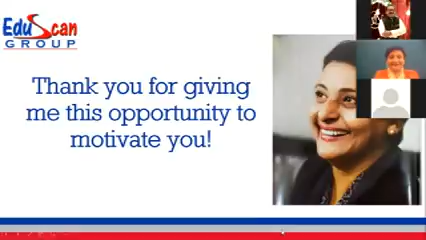 EduScan
GROUP
Thank you for giving
me this opportunity to
motivate you!